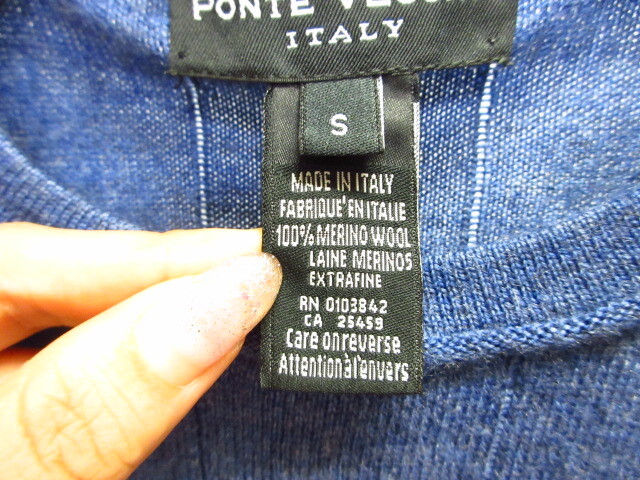 PONTE
ITALY
S
MADE IN ITALY
FABRIQUE'EN ITALIE
100% MERINO WOOL
LAINE MERINOS
EXTRAFINE
RN 0103842
CA 25459
Care on reverse
Attention à l'envers